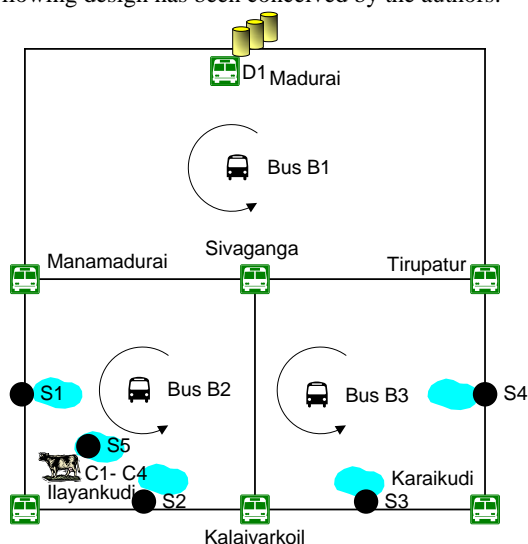 llowing design has been conceived by the authors.
D1 Madurai
Bus B1
Manamadurai
Sivaganga
Tirupatur
S1
Bus B2
Bus B3
S4
S5
C1- C4
Ilayankudi
S2
Karaikudi
S3
Kalaivarkoil